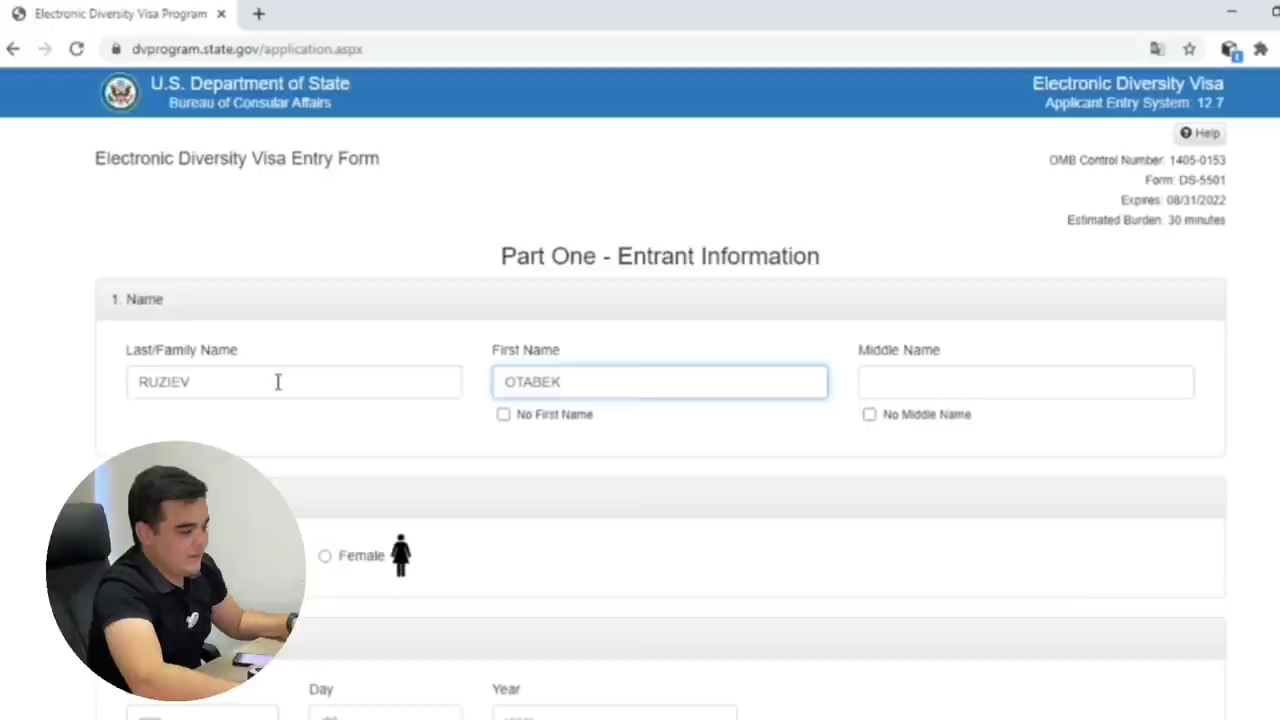 Electronic Diversity Visa Program
dvprogram.state.gov/application.aspx
U.S. Department of State
Bureau of Consular Affairs
Electronic Diversity Visa
Applicant Entry System 12.7
Help
Electronic Diversity Visa Entry Form
OMB Control Number: 1405-0153
Form: DS-5501
Expires: 08/31/2022
Estimated Burden: 30 minutes
Part One - Entrant Information
1. Name
Last/Family Name First Name Middle Name
RUZIEV OTABEK
No First Name No Middle Name
Female
Day Year